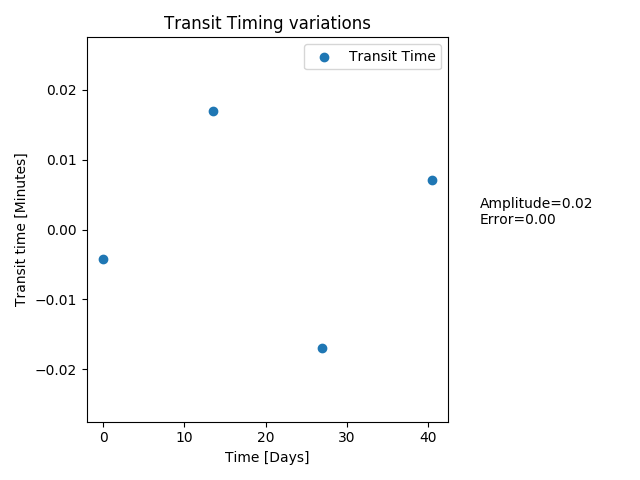 Transit Timing variations
Transit Time
0.02
0.01
0.00
−0.01
−0.02
Transit time [Minutes]
Amplitude=0.02
Error=0.00
0 10 20 30 40
Time [Days]